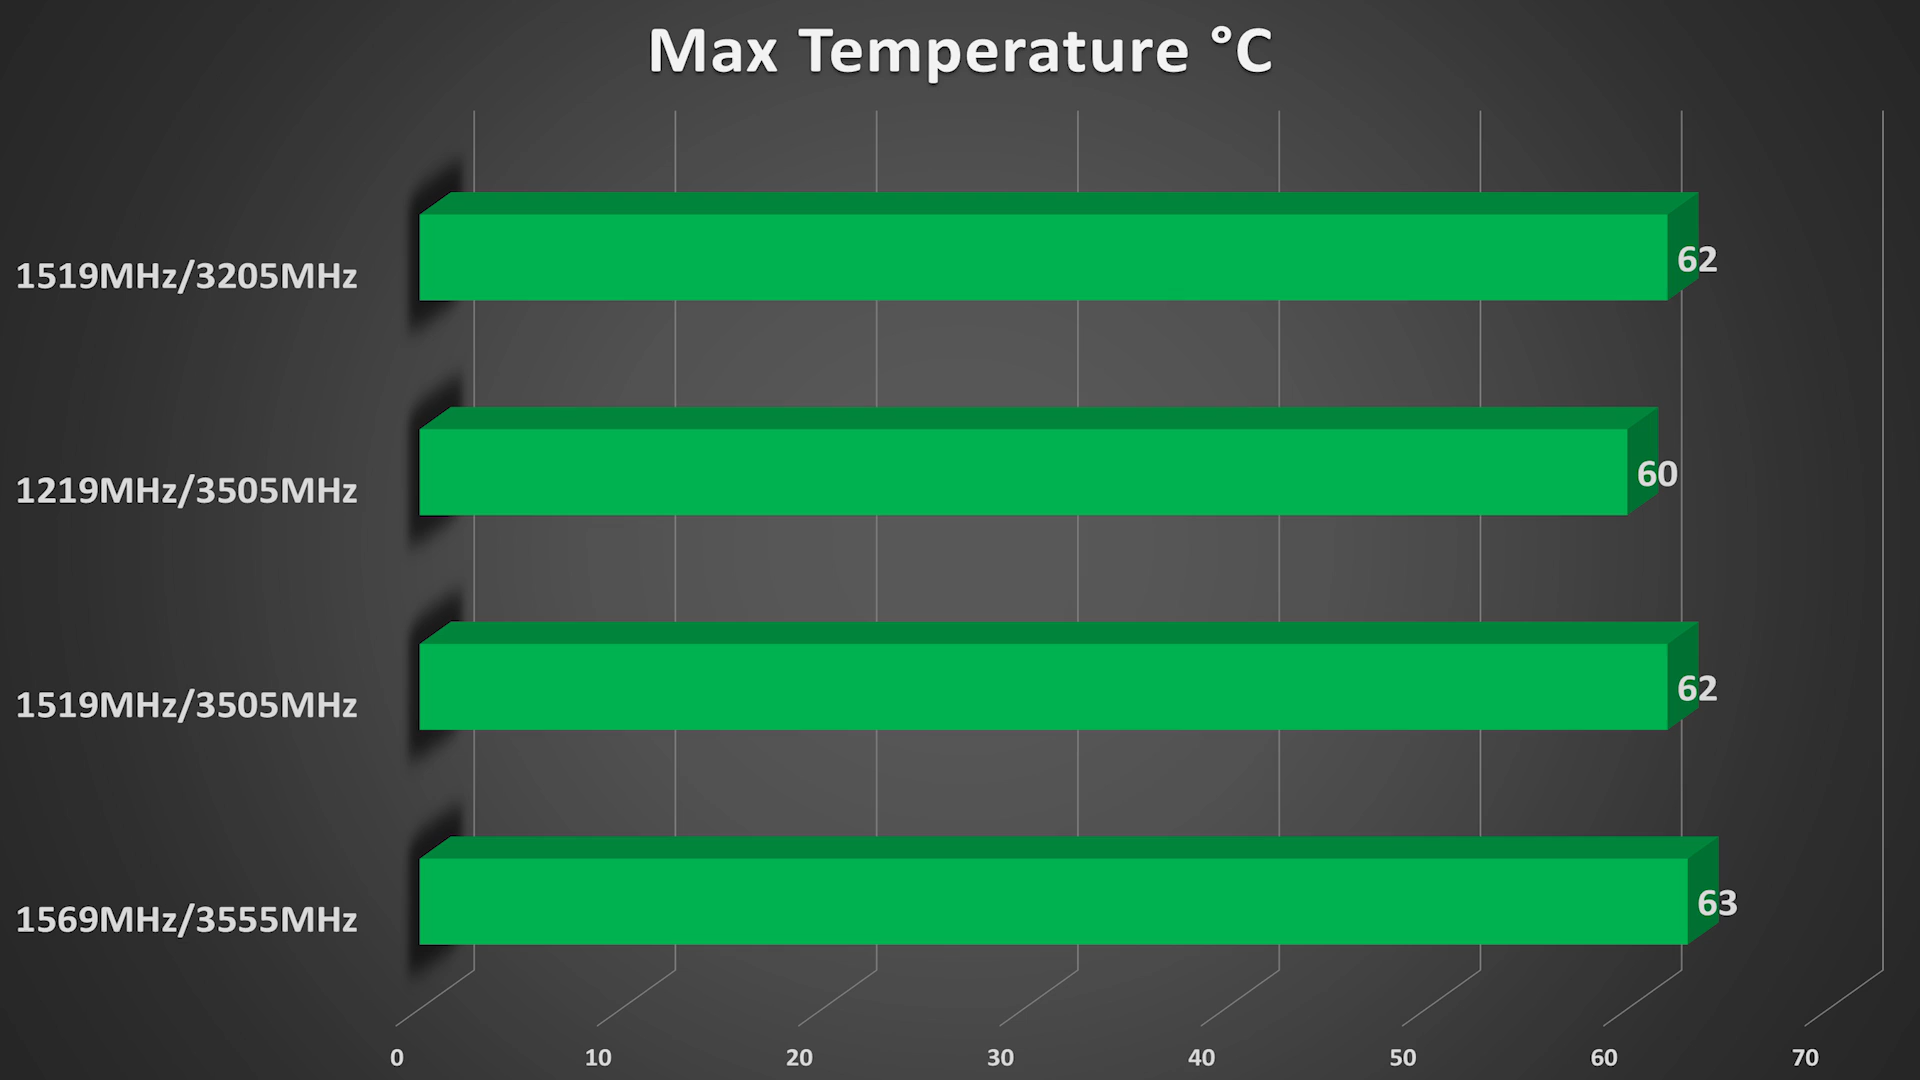 Max Temperature °C
1519MHz/3205MHz
62
1219MHz/3505MHz
60
1519MHz/3505MHz
62
1569MHz/3555MHz
63
0 10 20 30 40 50 60 70